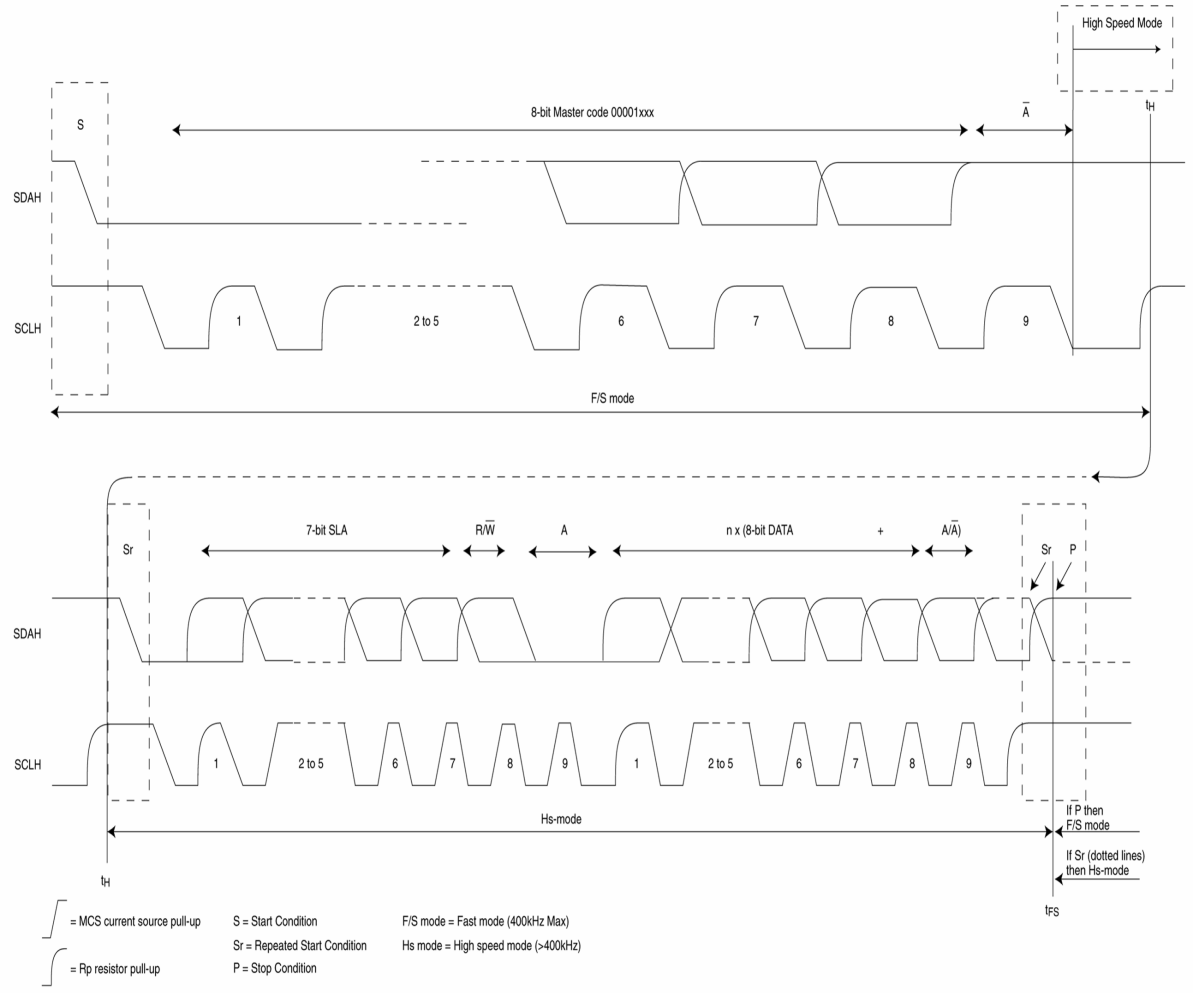 High Speed Mode
tH
S
8-bit Master code 00001xxx
A̅
SDAH
SCLH
1
2 to 5
6
7
8
9
F/S mode
Sr
7-bit SLA
R/W̅
A
n x (8-bit DATA
+
A/A̅)
Sr
P
SDAH
SCLH
1
2 to 5
6
7
8
9
1
2 to 5
6
7
8
9
Hs-mode
If P then
F/S mode
If Sr (dotted lines)
then Hs-mode
tH
tFS
= MCS current source pull-up
S = Start Condition
F/S mode = Fast mode (400kHz Max)
Sr = Repeated Start Condition
Hs mode = High speed mode (>400kHz)
= Rp resistor pull-up
P = Stop Condition